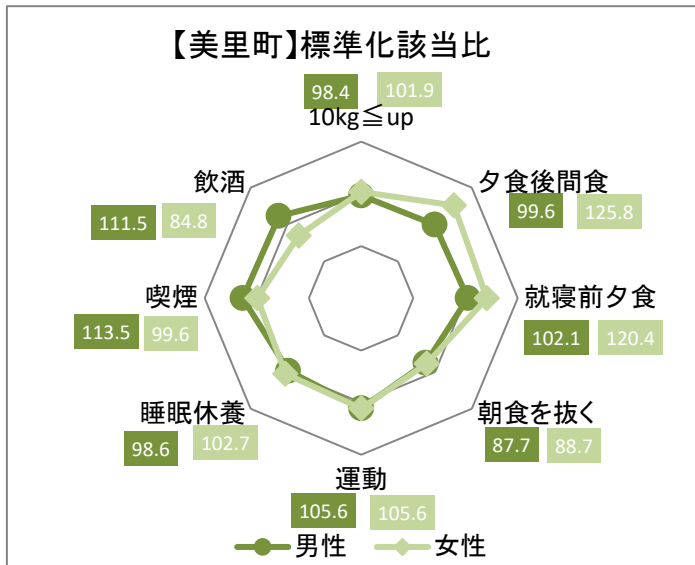 【美里町】標準化該当比
98.4 101.9
10kg≦up
飲酒 夕食後間食
111.5 84.8 99.6 125.8
喫煙 就寝前夕食
113.5 99.6 102.1 120.4
睡眠休養 朝食を抜く
98.6 102.7 87.7 88.7
運動
105.6 105.6
男性 女性